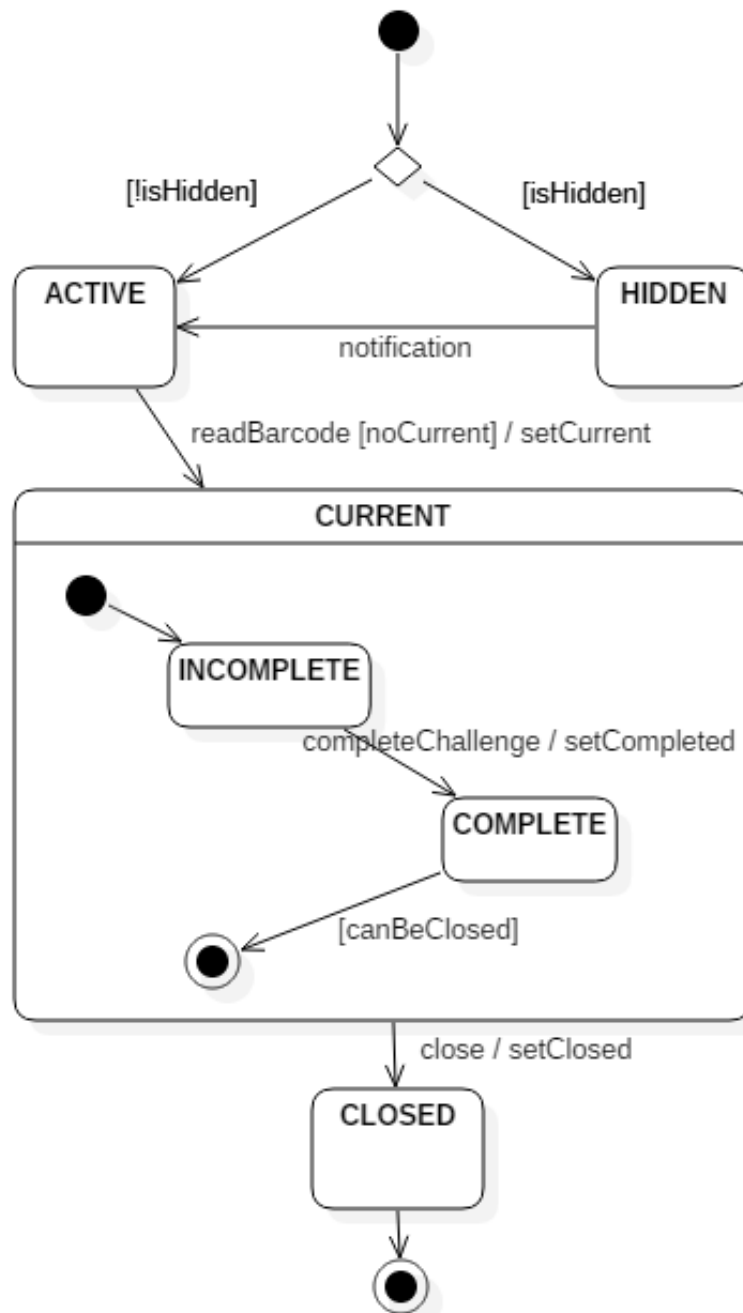 [!isHidden]
[isHidden]
ACTIVE
HIDDEN
notification
readBarcode [noCurrent] / setCurrent
CURRENT
INCOMPLETE
completeChallenge / setCompleted
COMPLETE
[canBeClosed]
close / setClosed
CLOSED